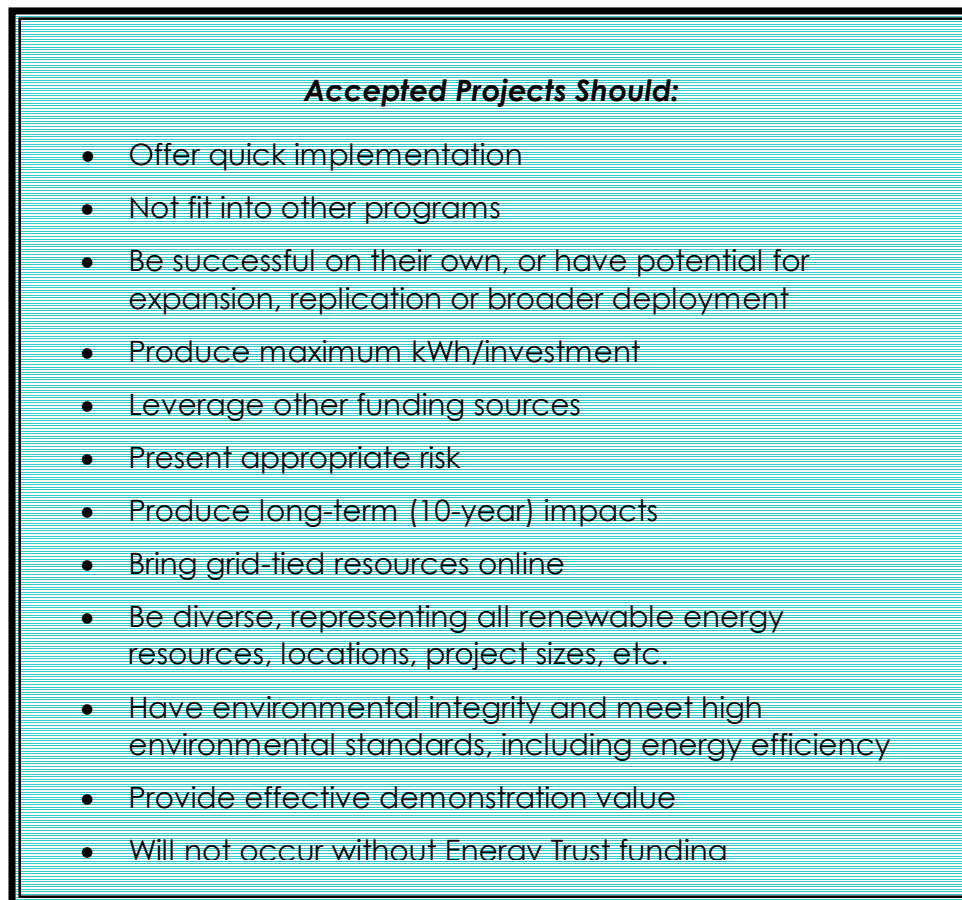 Accepted Projects Should:
• Offer quick implementation
• Not fit into other programs
• Be successful on their own, or have potential for
expansion, replication or broader deployment
• Produce maximum kWh/investment
• Leverage other funding sources
• Present appropriate risk
• Produce long-term (10-year) impacts
• Bring grid-tied resources online
• Be diverse, representing all renewable energy
resources, locations, project sizes, etc.
• Have environmental integrity and meet high
environmental standards, including energy efficiency
• Provide effective demonstration value
• Will not occur without Energy Trust funding